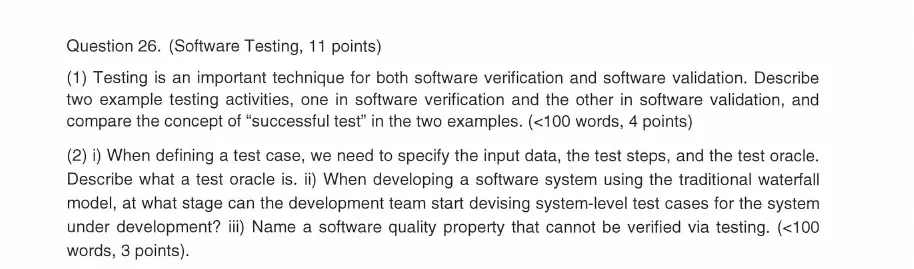 Question 26. (Software Testing, 11 points)
(1) Testing is an important technique for both software verification and software validation. Describe
two example testing activities, one in software verification and the other in software validation, and
compare the concept of “successful test” in the two examples. (<100 words, 4 points)
(2) i) When defining a test case, we need to specify the input data, the test steps, and the test oracle.
Describe what a test oracle is. ii) When developing a software system using the traditional waterfall
model, at what stage can the development team start devising system-level test cases for the system
under development? iii) Name a software quality property that cannot be verified via testing. (<100
words, 3 points).